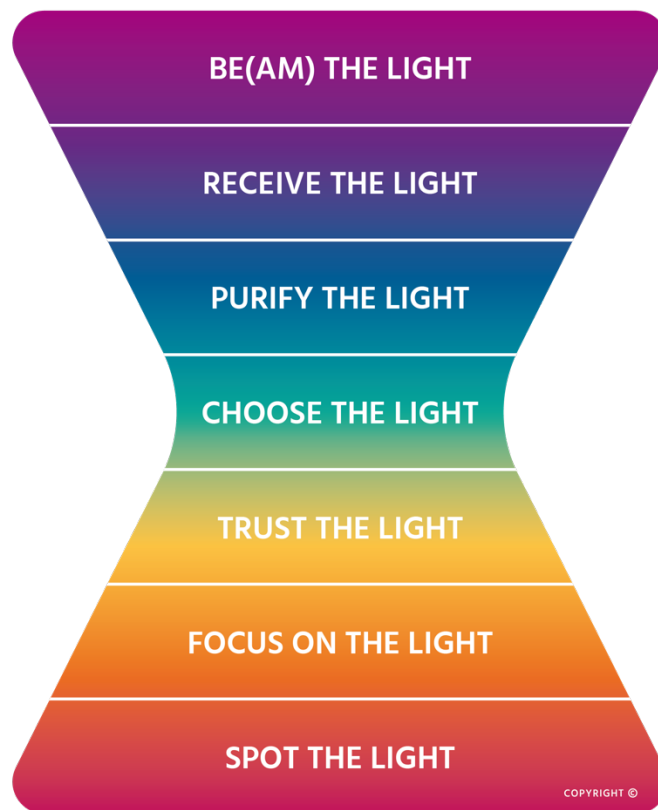 BE(AM) THE LIGHT
RECEIVE THE LIGHT
PURIFY THE LIGHT
CHOOSE THE LIGHT
TRUST THE LIGHT
FOCUS ON THE LIGHT
SPOT THE LIGHT
COPYRIGHT ©